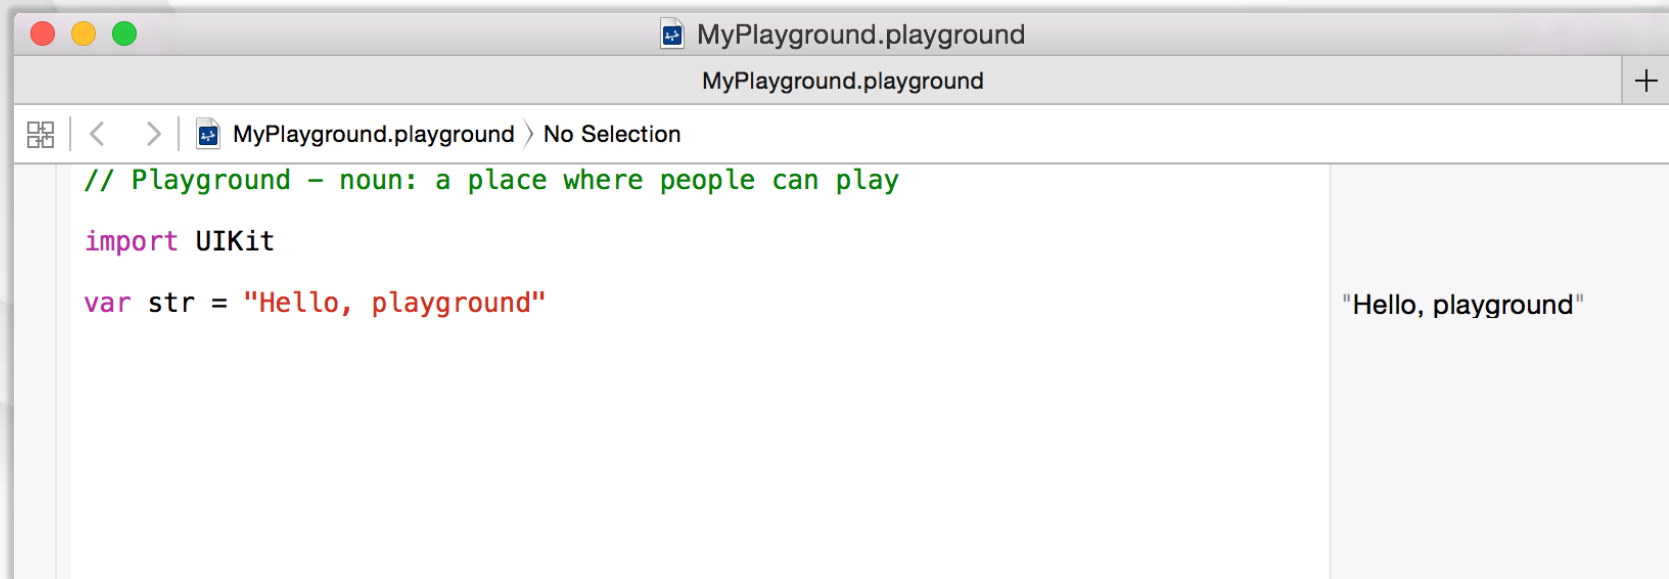 MyPlayground.playground
MyPlayground.playground
MyPlayground.playground No Selection
// Playground – noun: a place where people can play
import UIKit
var str = "Hello, playground"
"Hello, playground"